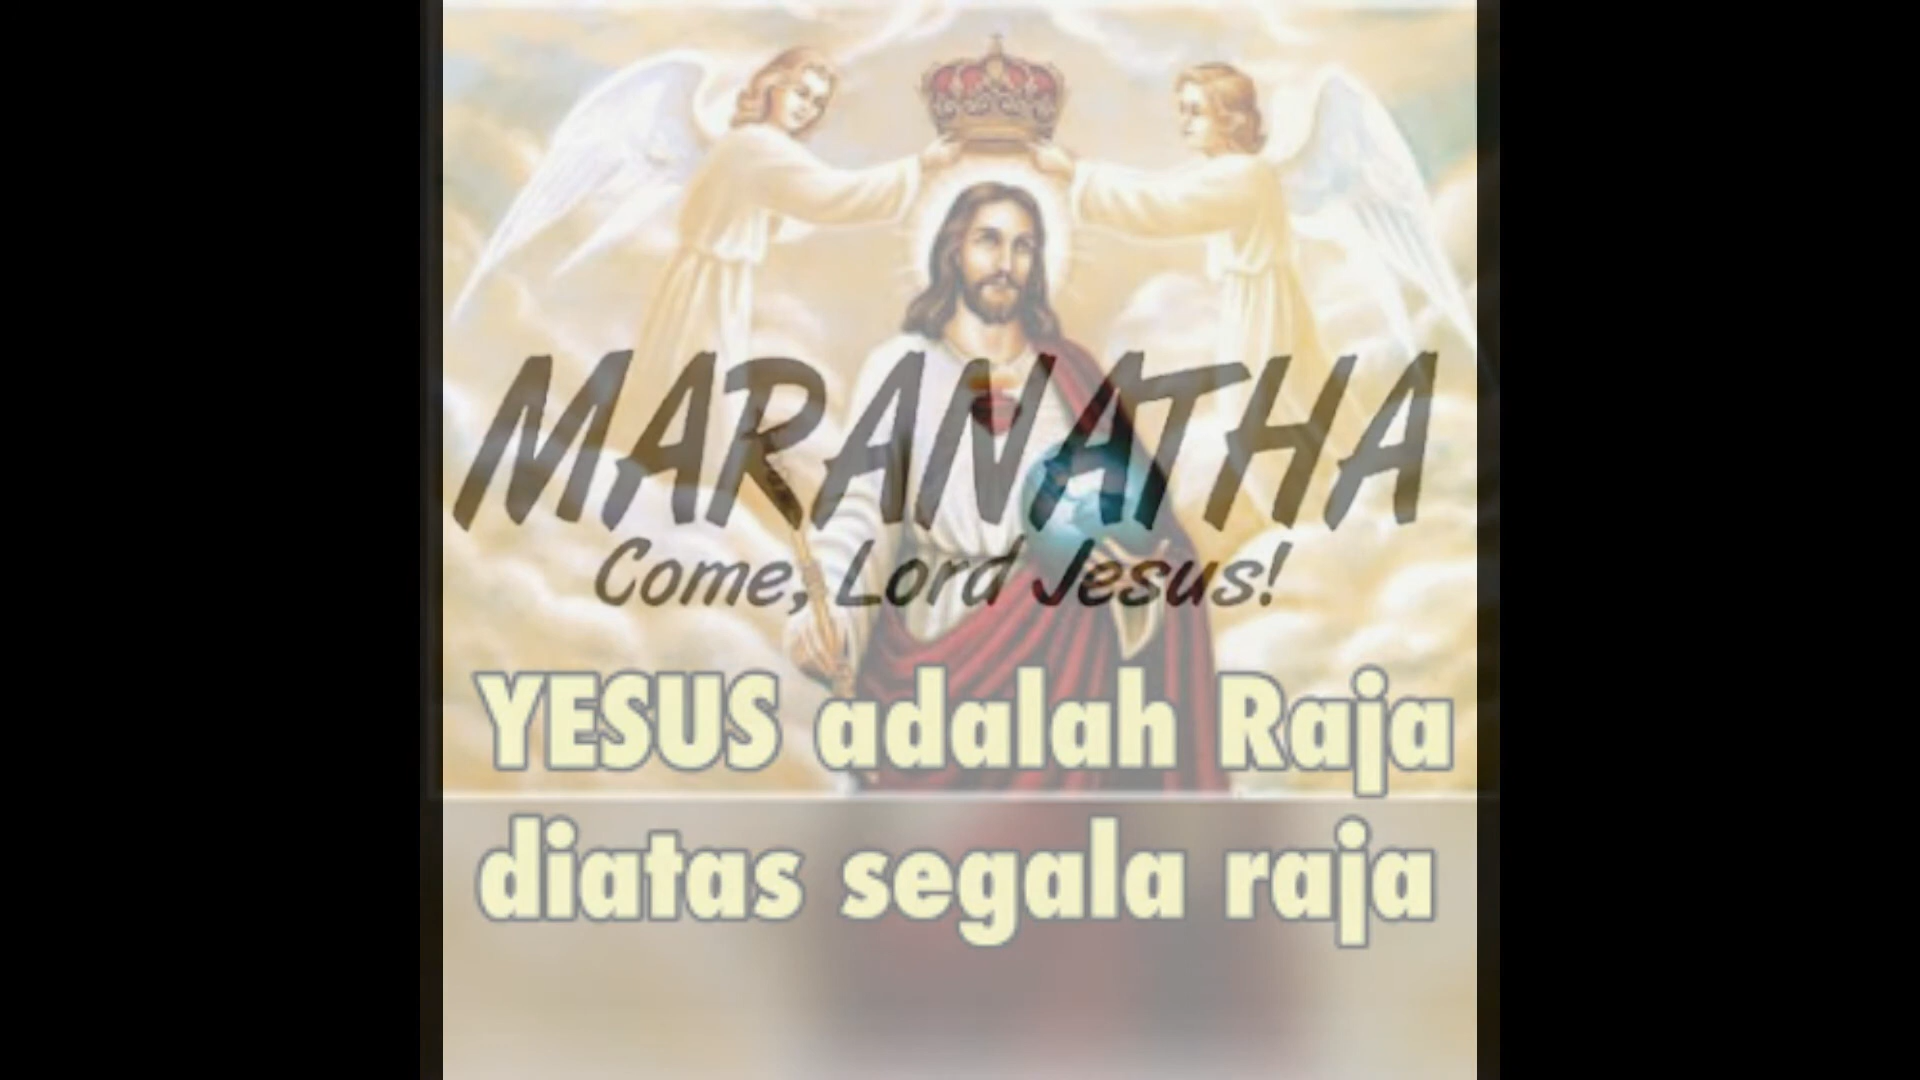 MARANATHA
Come, Lord Jesus!
YESUS adalah Raja
diatas segala raja